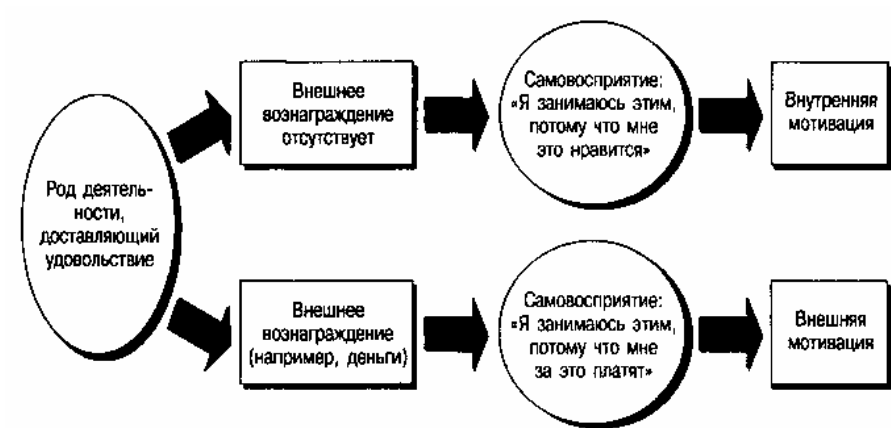 Род деятель-
ности,
доставляющий
удовольствие
Внешнее
вознаграждение
отсутствует
Самовосприятие:
«Я занимаюсь этим,
потому что мне
это нравится»
Внутренняя
мотивация
Внешнее
вознаграждение
(например, деньги)
Самовосприятие:
«Я занимаюсь этим,
потому что мне
за это платят»
Внешняя
мотивация